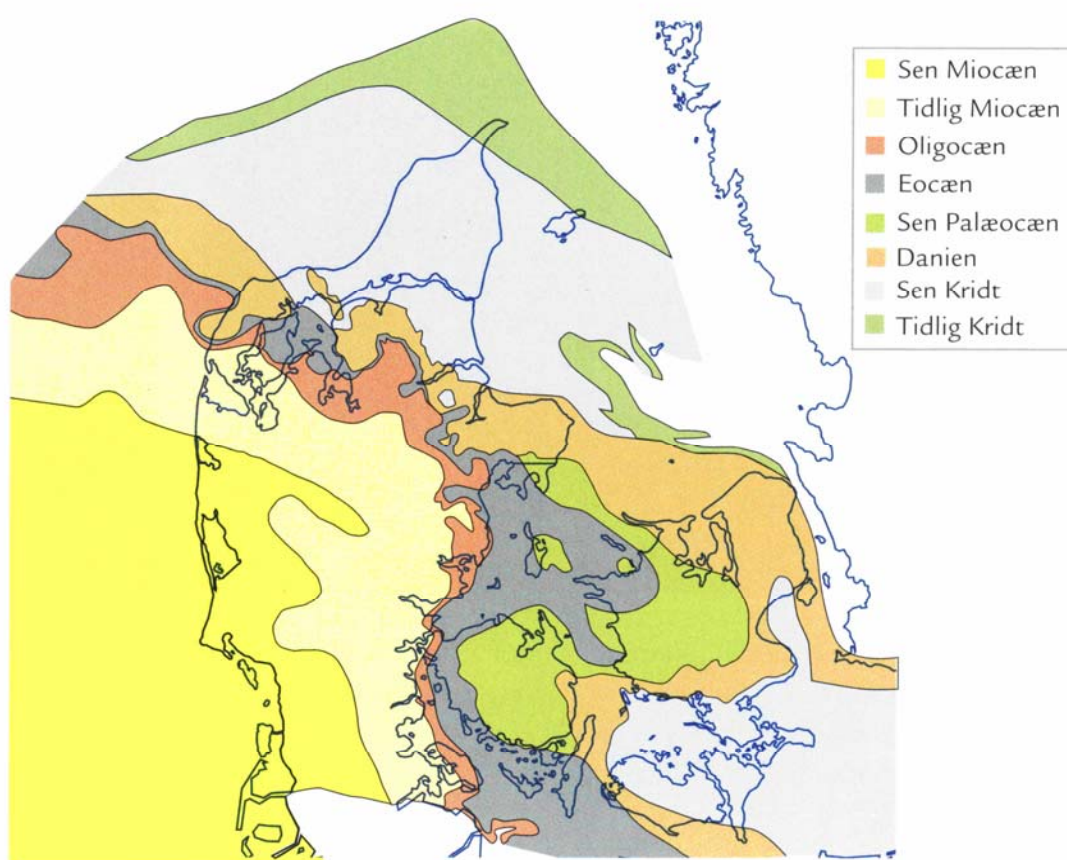 Sen Miocæn
Tidlig Miocæn
Oligocæn
Eocæn
Sen Palæocæn
Danien
Sen Kridt
Tidlig Kridt